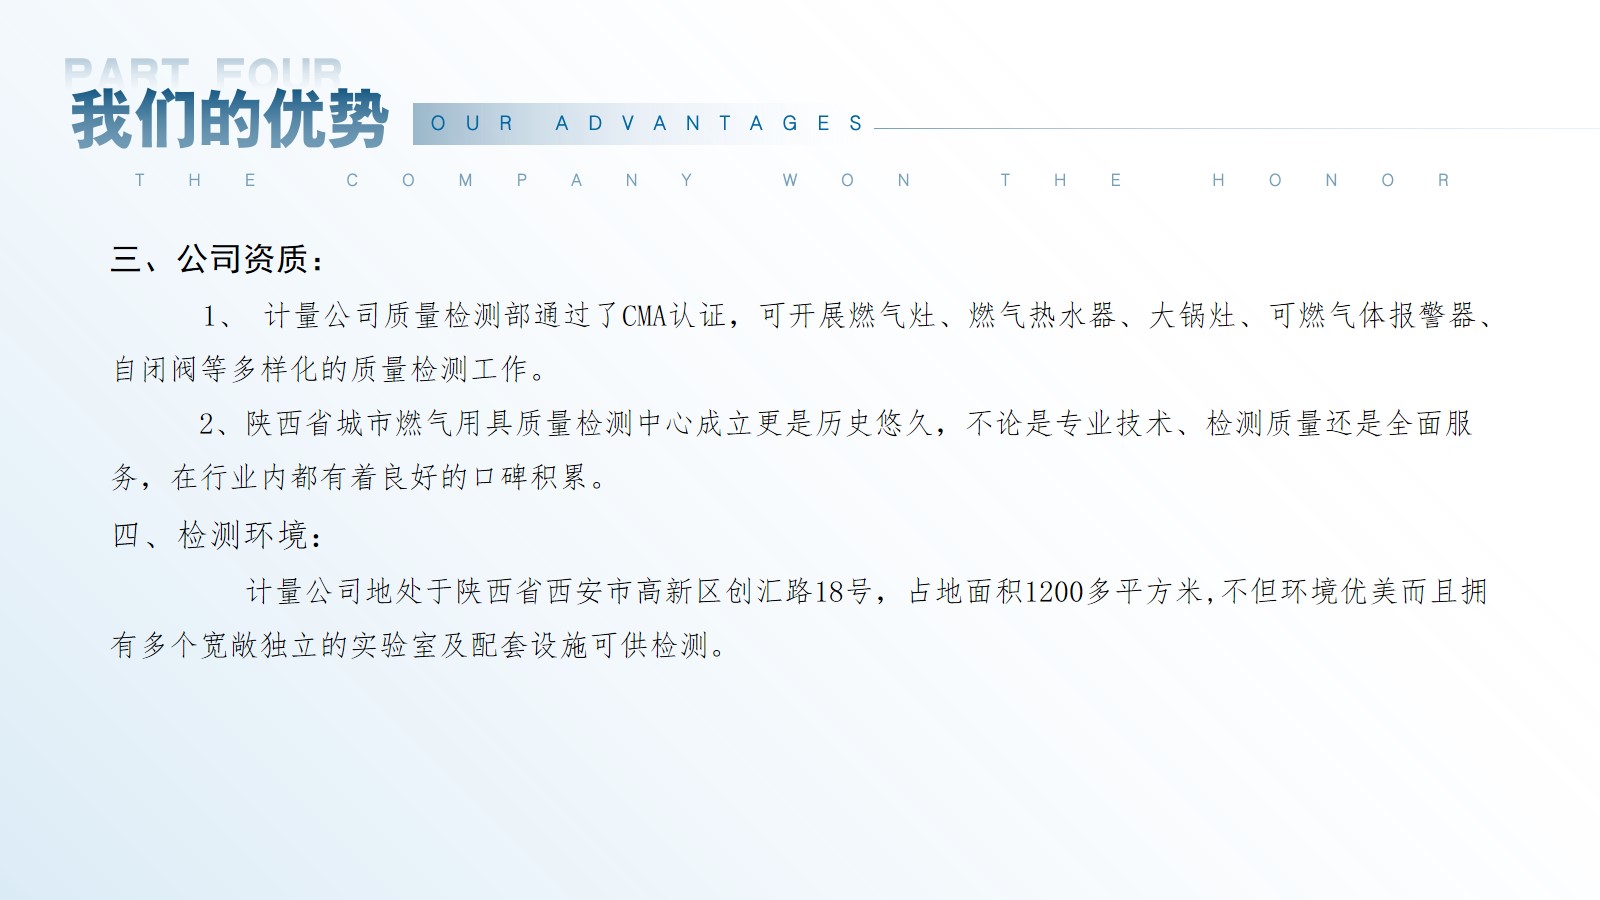 PART FOUR
我们的优势
OUR ADVANTAGES
THE COMPANY WON THE HONOR
三、公司资质：
1、 计量公司质量检测部通过了CMA认证，可开展燃气灶、燃气热水器、大锅灶、可燃气体报警器、
自闭阀等多样化的质量检测工作。
2、陕西省城市燃气用具质量检测中心成立更是历史悠久，不论是专业技术、检测质量还是全面服
务，在行业内都有着良好的口碑积累。
四、检测环境：
计量公司地处于陕西省西安市高新区创汇路18号，占地面积1200多平方米,不但环境优美而且拥
有多个宽敞独立的实验室及配套设施可供检测。